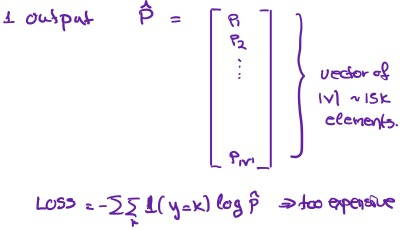 1 output P̂ =
P1
P2
⋮
P|V|
vector of
|V| ~ 15K
elements.
Loss = -∑∑ 1(y=k) log p̂ ⇒ too expensive
k